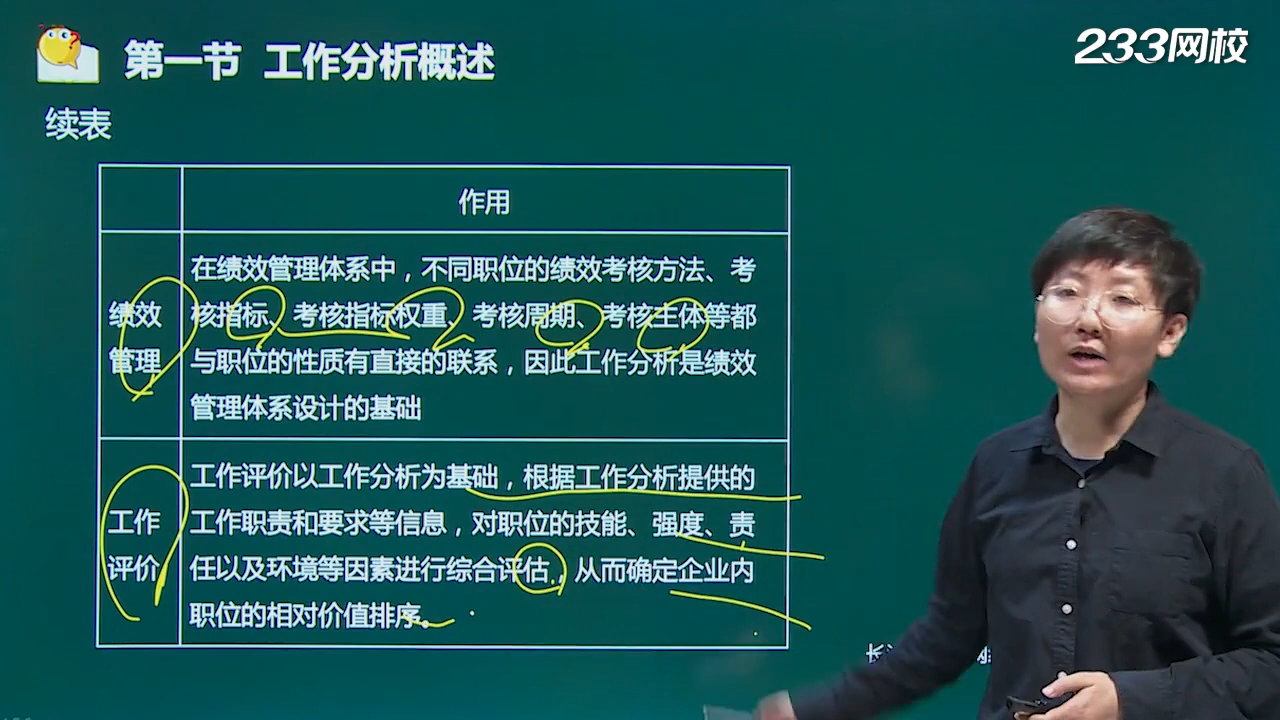 第一节 工作分析概述
233网校
续表
作用
绩效
管理
在绩效管理体系中，不同职位的绩效考核方法、考
核指标、考核指标权重、考核周期、考核主体等都
与职位的性质有直接的联系，因此工作分析是绩效
管理体系设计的基础
工作
评价
工作评价以工作分析为基础，根据工作分析提供的
工作职责和要求等信息，对职位的技能、强度、责
任以及环境等因素进行综合评估，从而确定企业内
职位的相对价值排序。